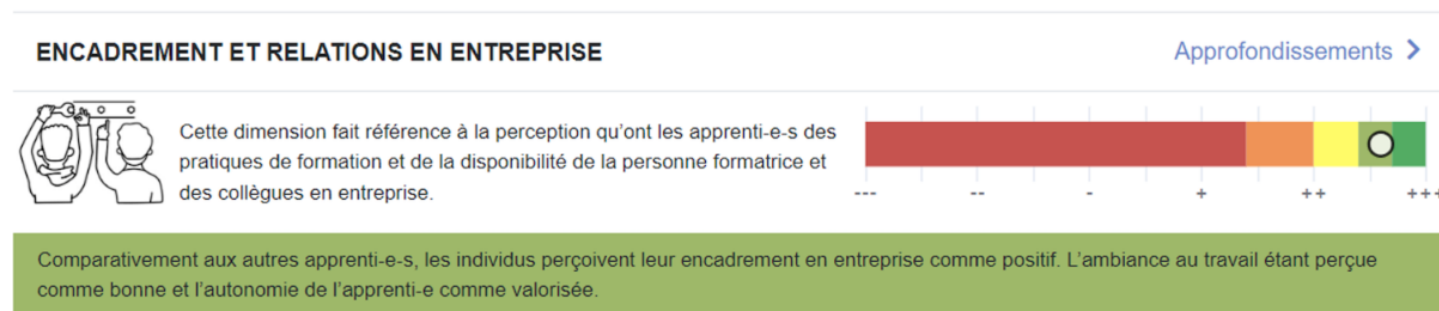 ENCADREMENT ET RELATIONS EN ENTREPRISE
Approfondissements
Cette dimension fait référence à la perception qu'ont les apprenti-e-s des
pratiques de formation et de la disponibilité de la personne formatrice et
des collègues en entreprise.
--- -- - + ++ +++
Comparativement aux autres apprenti-e-s, les individus perçoivent leur encadrement en entreprise comme positif. L'ambiance au travail étant perçue
comme bonne et l'autonomie de l'apprenti-e comme valorisée.